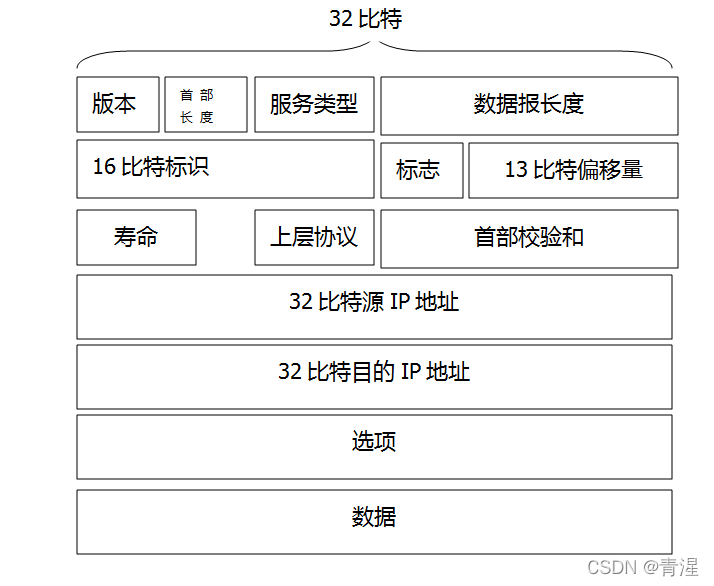 32 比特
版本
首 部
长 度
服务类型
数据报长度
16 比特标识
标志
13 比特偏移量
寿命
上层协议
首部校验和
32 比特源 IP 地址
32 比特目的 IP 地址
选项
数据
CSDN @青湦